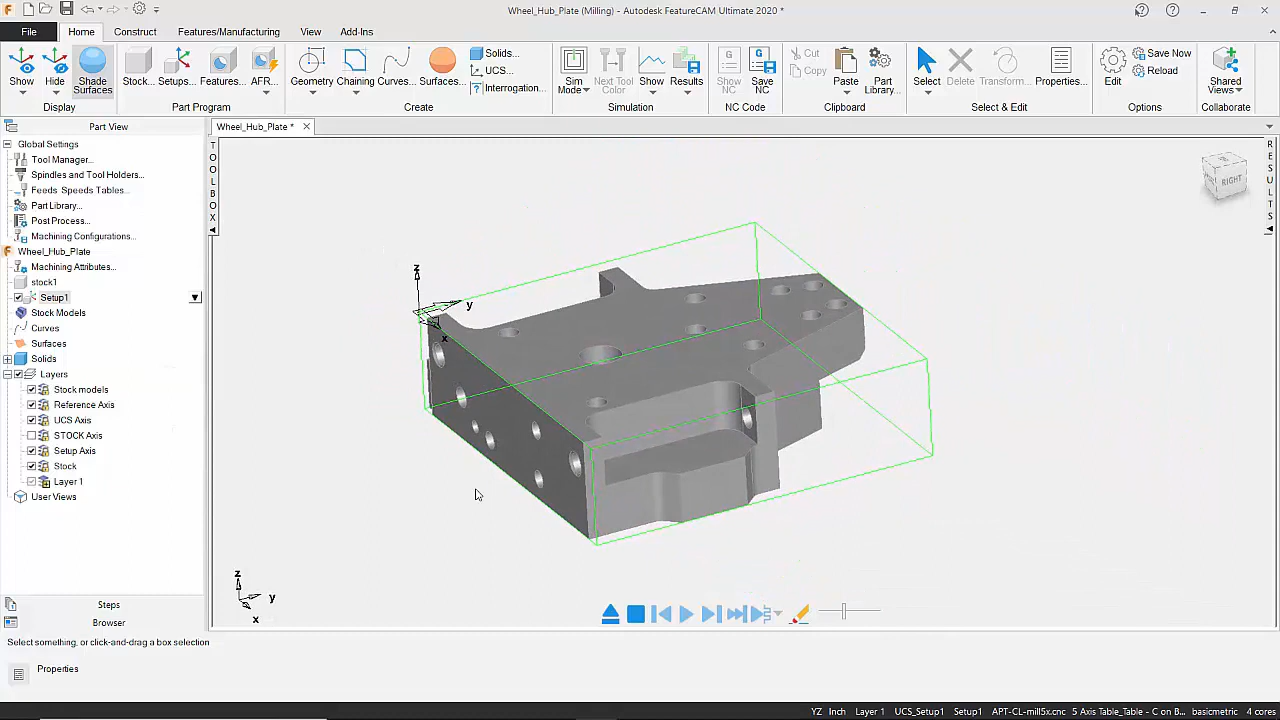 Wheel_Hub_Plate (Milling) - Autodesk FeatureCAM Ultimate 2020 *
File Home Construct Features/Manufacturing View Add-Ins
Show Hide Shade Surfaces
Display
Stock Setups... Features... AFR...
Part Program
Geometry Chaining Curves... Surfaces... Solids... UCS... Interrogation...
Create
Sim Mode Next Tool Color Show Results
Simulation
Show NC Save NC
NC Code
Cut Copy Paste Part Library...
Clipboard
Select Delete Transform... Properties...
Select & Edit
Edit Save Now Reload
Options
Shared Views
Collaborate
Part View
Wheel_Hub_Plate *
Global Settings
Tool Manager...
Spindles and Tool Holders...
Feeds Speeds Tables...
Part Library...
Post Process...
Machining Configurations...
Wheel_Hub_Plate
Machining Attributes...
stock1
Setup1
Stock Models
Curves
Surfaces
Solids
Layers
Stock models
Reference Axis
UCS Axis
STOCK Axis
Setup Axis
Stock
Layer 1
User Views
TOOLBOX
RESULTS
RIGHT
z
y
x
z
y
x
Steps
Browser
Select something, or click-and-drag a box selection
Properties
YZ Inch Layer 1 UCS_Setup1 Setup1 APT-CL-mill5x.cnc 5 Axis Table_Table - C on B... basicmetric 4 cores